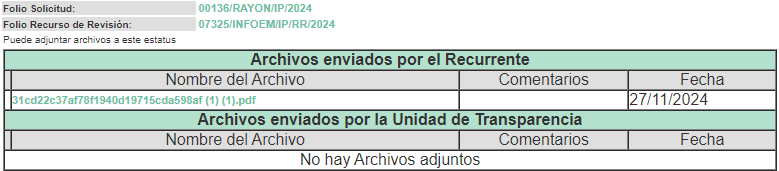 Folio Solicitud: 00136/RAYON/IP/2024
Folio Recurso de Revisión: 07325/INFOEM/IP/RR/2024
Puede adjuntar archivos a este estatus
Archivos enviados por el Recurrente
Nombre del Archivo Comentarios Fecha
31cd22c37af78f1940d19715cda598af (1) (1).pdf 27/11/2024
Archivos enviados por la Unidad de Transparencia
Nombre del Archivo Comentarios Fecha
No hay Archivos adjuntos